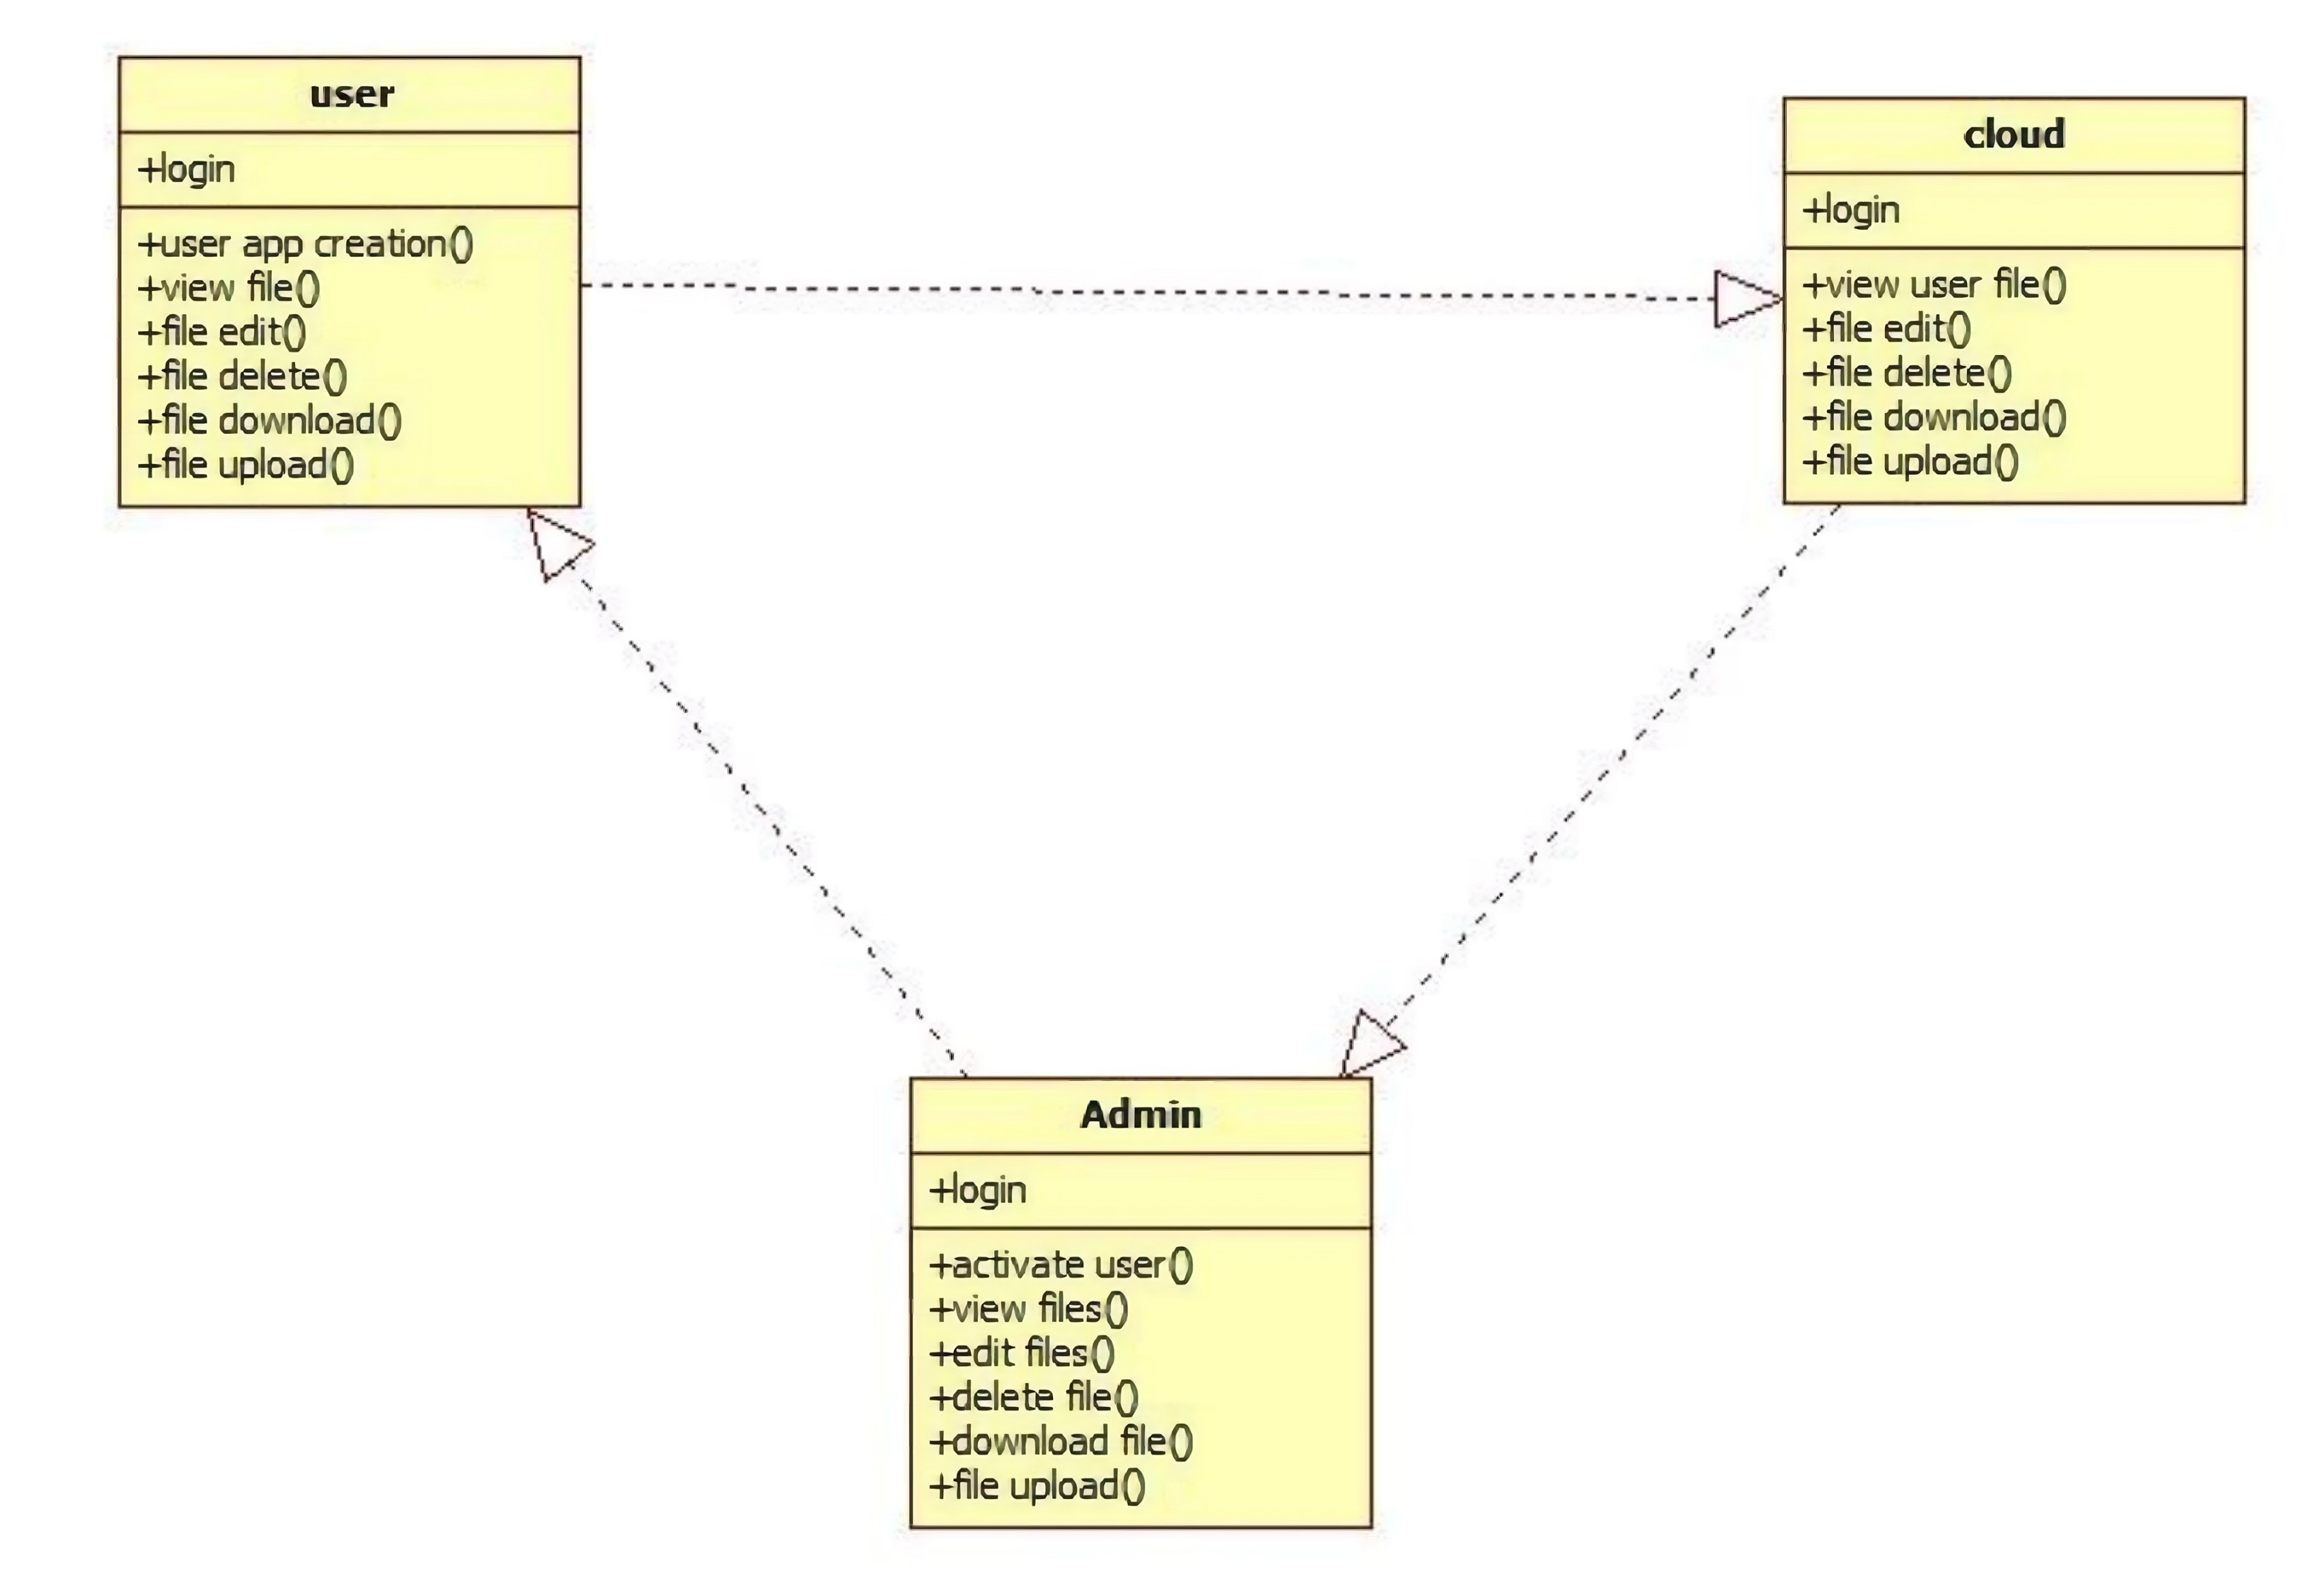 user
+login
+user app creation()
+view file()
+file edit()
+file delete()
+file download()
+file upload()
cloud
+login
+view user file()
+file edit()
+file delete()
+file download()
+file upload()
Admin
+login
+activate user()
+view files()
+edit files()
+delete file()
+download file()
+file upload()